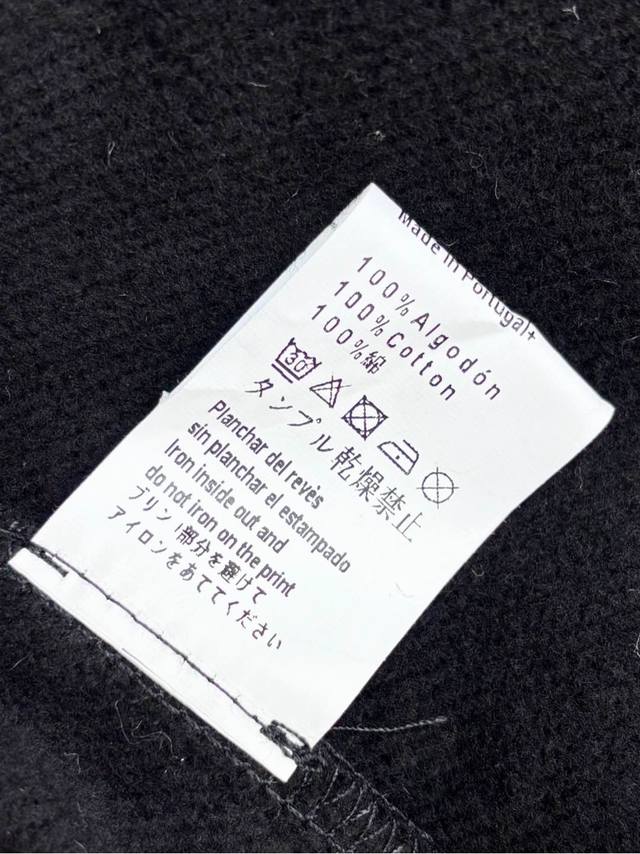 Made in Portugal+
100%Algodón
100%Cotton
100%綿
30
タンブル乾燥禁止
Planchar del revès
sin planchar el estampado
Iron inside out and
do not iron on the print
プリント部分を避けて
アイロンをあててください